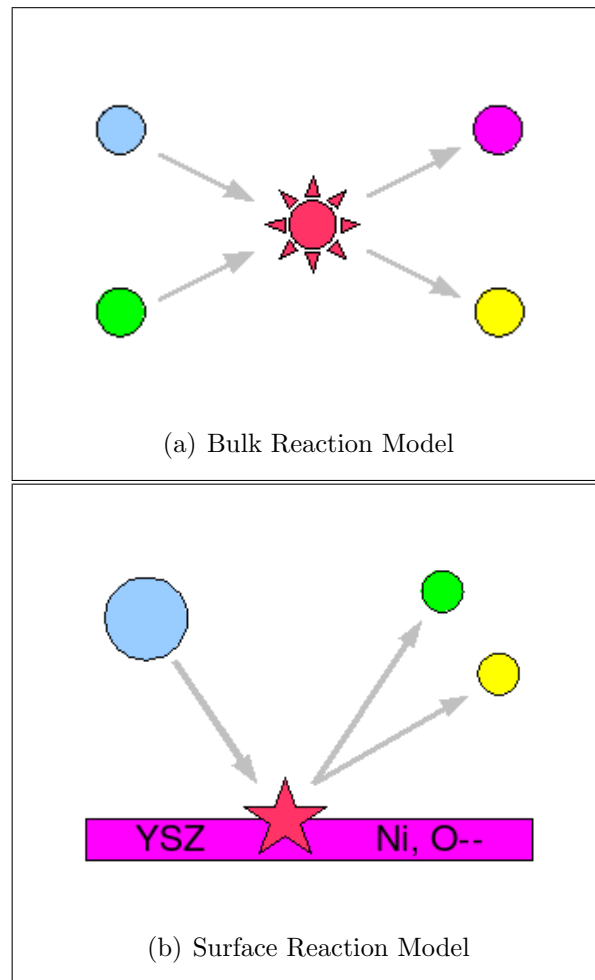 (a) Bulk Reaction Model
YSZ Ni, O--
(b) Surface Reaction Model